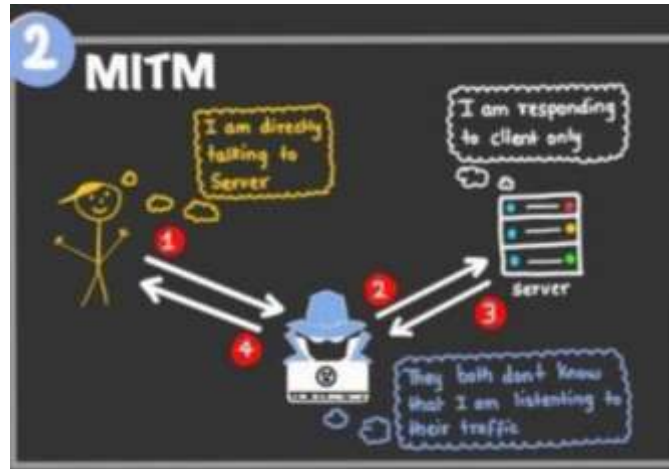 2
MITM
I am directly
talking to
Server
I am responding
to client only
1
2
3
4
server
They both don't know
that I am listening to
their traffic